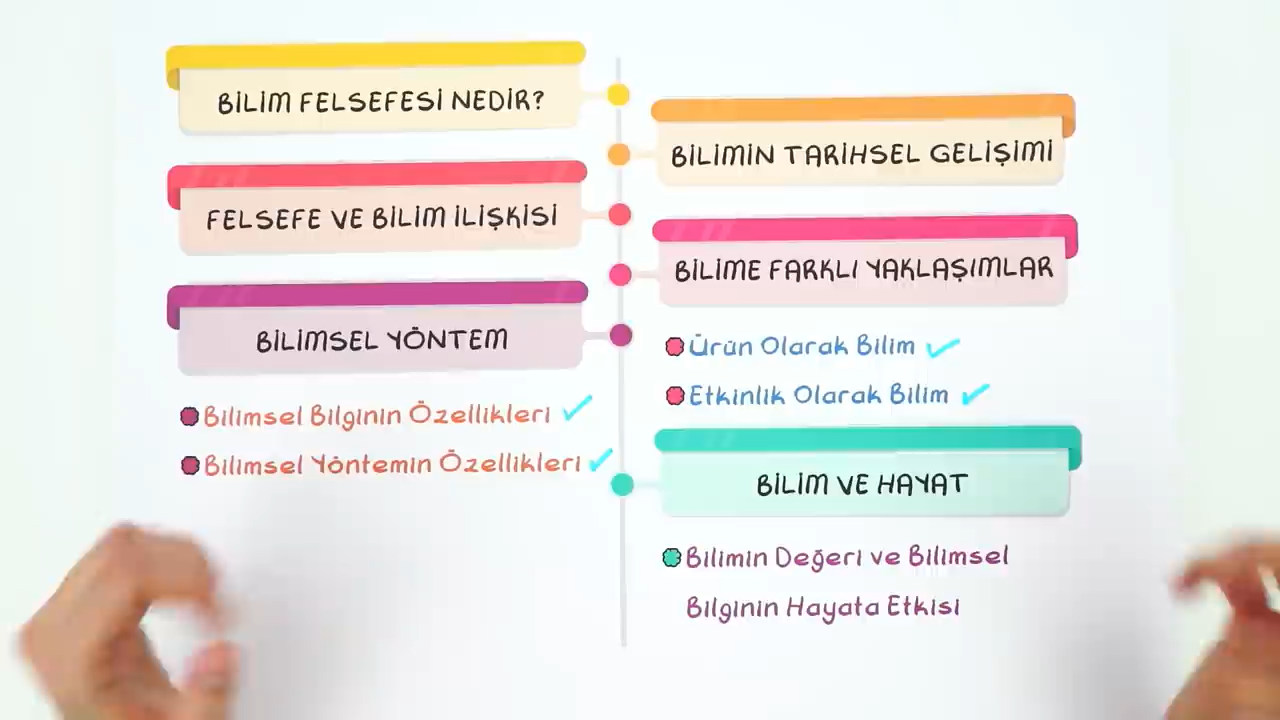 BİLİM FELSEFESİ NEDİR?
BİLİMİN TARİHSEL GELİŞİMİ
FELSEFE VE BİLİM İLİŞKİSİ
BİLİME FARKLI YAKLAŞIMLAR
Ürün Olarak Bilim
Etkinlik Olarak Bilim
BİLİMSEL YÖNTEM
Bilimsel Bilginin Özellikleri
Bilimsel Yöntemin Özellikleri
BİLİM VE HAYAT
Bilimin Değeri ve Bilimsel
Bilginin Hayata Etkisi